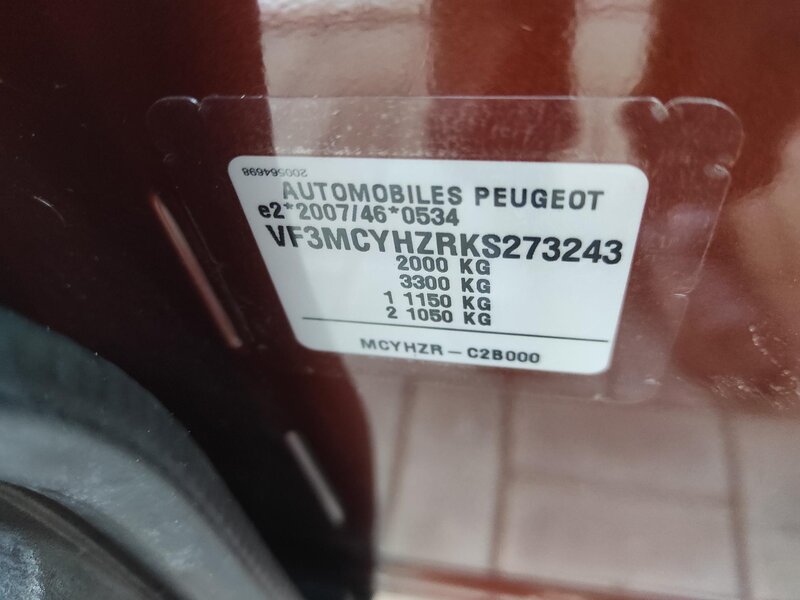 200564698
AUTOMOBILES PEUGEOT
e2*2007/46*0534
VF3MCYHZRKS273243
2000 KG
3300 KG
1 1150 KG
2 1050 KG
MCYHZR - C2B000